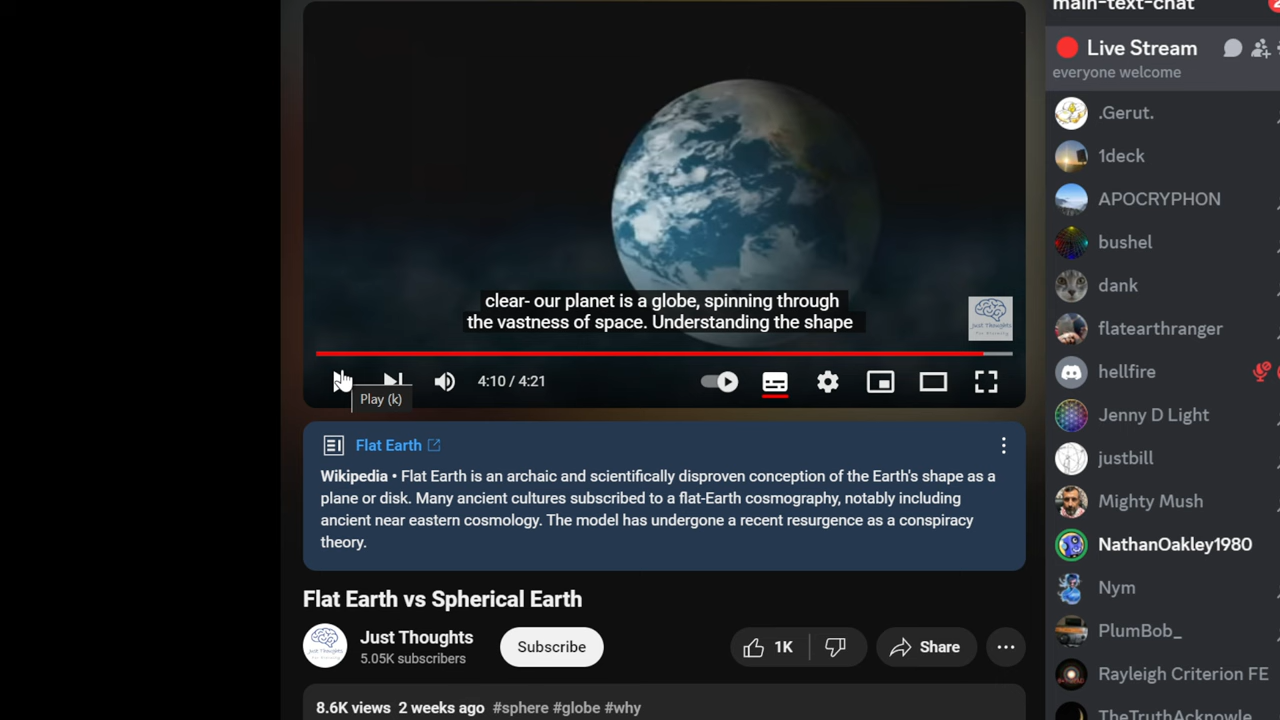 main-text-chat
Live Stream
everyone welcome
.Gerut.
1deck
APOCRYPHON
bushel
dank
flatearthranger
hellfire
Jenny D Light
justbill
Mighty Mush
NathanOakley1980
Nym
PlumBob_
Rayleigh Criterion FE
TheTruthAcknowle
clear- our planet is a globe, spinning through
the vastness of space. Understanding the shape
Just Thoughts
4:10 / 4:21
Play (k)
Flat Earth
Wikipedia • Flat Earth is an archaic and scientifically disproven conception of the Earth's shape as a
plane or disk. Many ancient cultures subscribed to a flat-Earth cosmography, notably including
ancient near eastern cosmology. The model has undergone a recent resurgence as a conspiracy
theory.
Flat Earth vs Spherical Earth
Just Thoughts
5.05K subscribers
Subscribe
1K
Share
8.6K views 2 weeks ago #sphere #globe #why